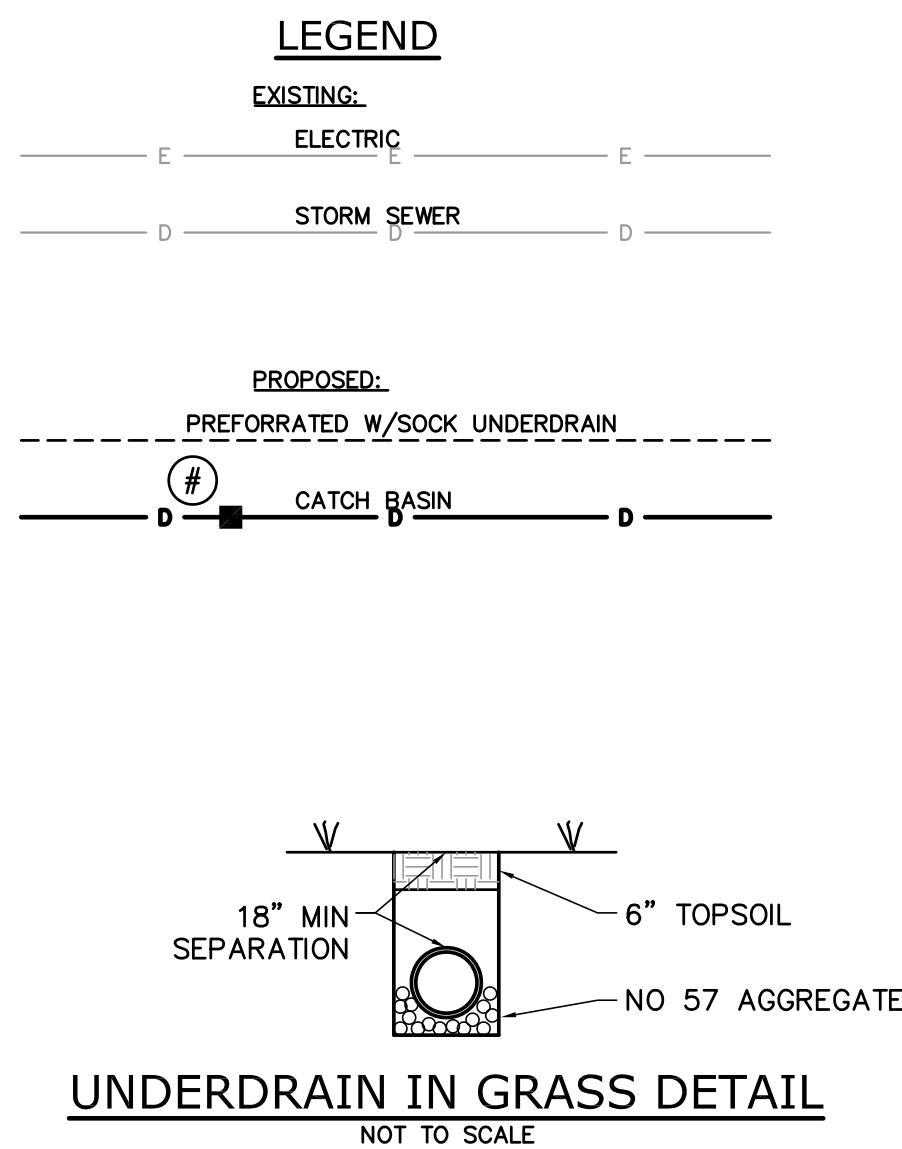 LEGEND
EXISTING:
ELECTRIC
E E E
STORM SEWER
D D D
PROPOSED:
PREFORRATED W/SOCK UNDERDRAIN
#
CATCH BASIN
D D D
18" MIN
SEPARATION
6" TOPSOIL
NO 57 AGGREGATE
UNDERDRAIN IN GRASS DETAIL
NOT TO SCALE